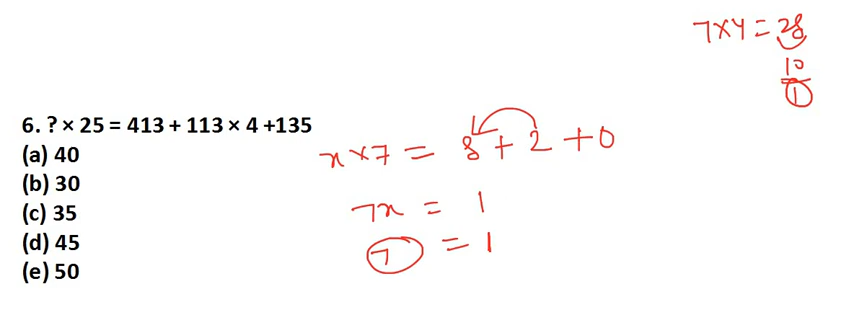 7×4 = 28
10
1
6. ? × 25 = 413 + 113 × 4 +135
(a) 40
(b) 30
(c) 35
(d) 45
(e) 50
x×7 = 8 + 2 + 0
7x = 1
7 = 1